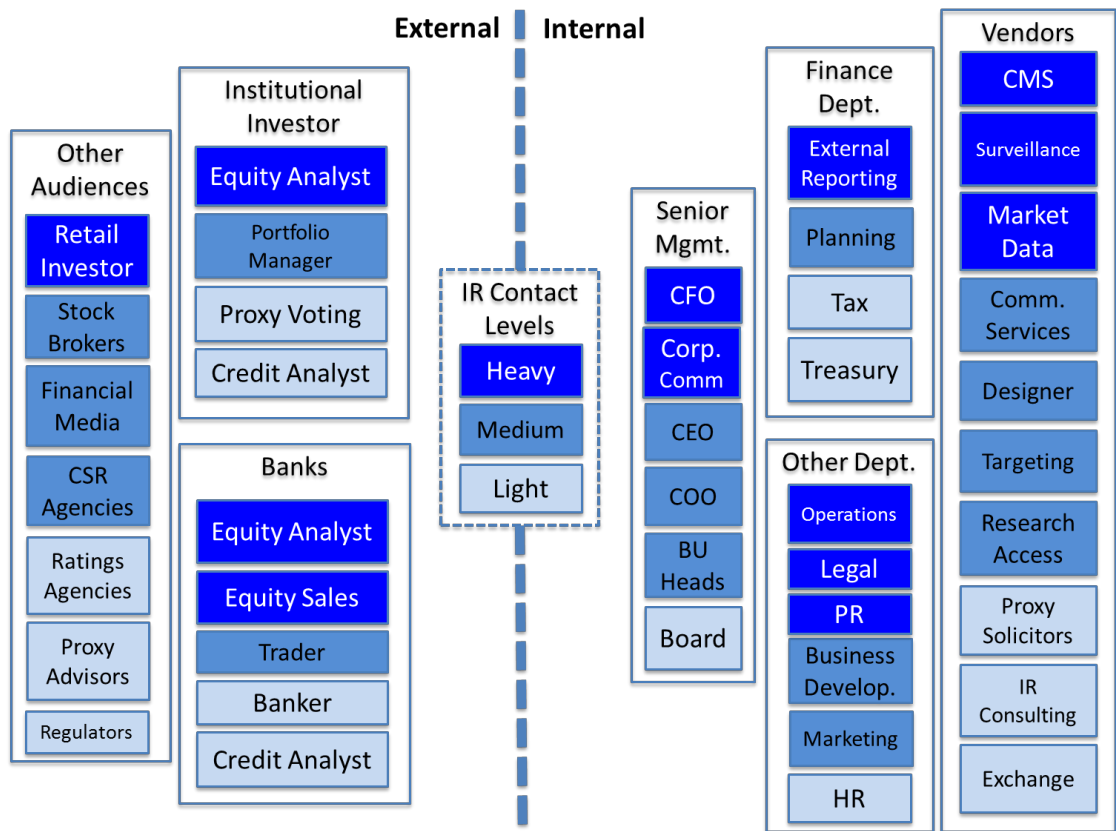 External
Internal
Other
Audiences
Retail
Investor
Stock
Brokers
Financial
Media
CSR
Agencies
Ratings
Agencies
Proxy
Advisors
Regulators
Institutional
Investor
Equity Analyst
Portfolio
Manager
Proxy Voting
Credit Analyst
Banks
Equity Analyst
Equity Sales
Trader
Banker
Credit Analyst
IR Contact
Levels
Heavy
Medium
Light
Senior
Mgmt.
CFO
Corp.
Comm
CEO
COO
BU
Heads
Board
Finance
Dept.
External
Reporting
Planning
Tax
Treasury
Other Dept.
Operations
Legal
PR
Business
Develop.
Marketing
HR
Vendors
CMS
Surveillance
Market
Data
Comm.
Services
Designer
Targeting
Research
Access
Proxy
Solicitors
IR
Consulting
Exchange